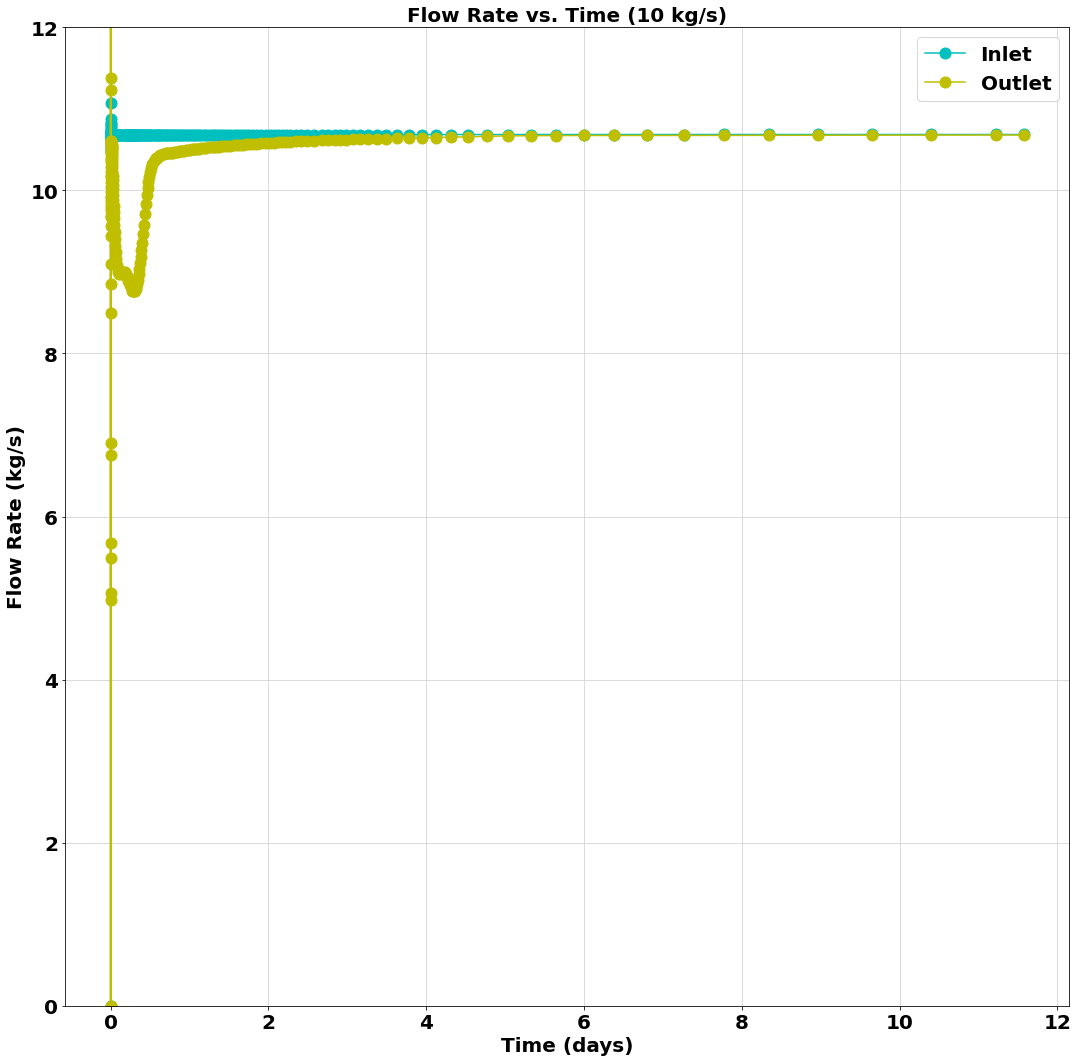 Flow Rate vs. Time (10 kg/s)
Inlet
Outlet
12
10
8
6
4
2
0
Flow Rate (kg/s)
0 2 4 6 8 10 12
Time (days)